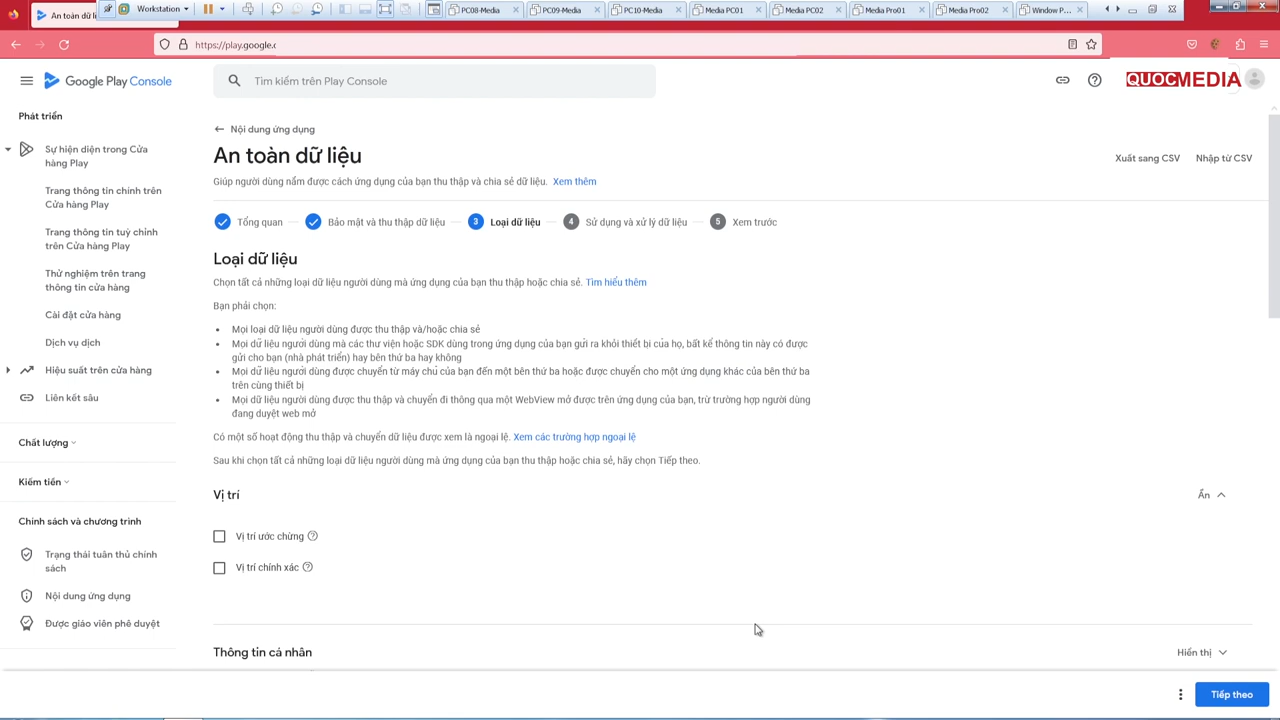 An toàn dữ liệ
Workstation
PC08-Media
PC09-Media
PC10-Media
Media PC01
Media PC02
Media Pro01
Media Pro02
Window P...
https://play.google.c
Google Play Console
Tìm kiếm trên Play Console
QUOCMEDIA
Phát triển
Sự hiện diện trong Cửa
hàng Play
Trang thông tin chính trên
Cửa hàng Play
Trang thông tin tuỳ chỉnh
trên Cửa hàng Play
Thử nghiệm trên trang
thông tin cửa hàng
Cài đặt cửa hàng
Dịch vụ dịch
Hiệu suất trên cửa hàng
Liên kết sâu
Chất lượng
Kiếm tiền
Chính sách và chương trình
Trạng thái tuân thủ chính
sách
Nội dung ứng dụng
Được giáo viên phê duyệt
Nội dung ứng dụng
An toàn dữ liệu
Xuất sang CSV
Nhập từ CSV
Giúp người dùng nắm được cách ứng dụng của bạn thu thập và chia sẻ dữ liệu. Xem thêm
Tổng quan
Bảo mật và thu thập dữ liệu
3 Loại dữ liệu
4 Sử dụng và xử lý dữ liệu
5 Xem trước
Loại dữ liệu
Chọn tất cả những loại dữ liệu người dùng mà ứng dụng của bạn thu thập hoặc chia sẻ. Tìm hiểu thêm
Bạn phải chọn:
• Mọi loại dữ liệu người dùng được thu thập và/hoặc chia sẻ
• Mọi dữ liệu người dùng mà các thư viện hoặc SDK dùng trong ứng dụng của bạn gửi ra khỏi thiết bị của họ, bất kể thông tin này có được
gửi cho bạn (nhà phát triển) hay bên thứ ba hay không
• Mọi dữ liệu người dùng được chuyển từ máy chủ của bạn đến một bên thứ ba hoặc được chuyển cho một ứng dụng khác của bên thứ ba
trên cùng thiết bị
• Mọi dữ liệu người dùng được thu thập và chuyển đi thông qua một WebView mở được trên ứng dụng của bạn, trừ trường hợp người dùng
đang duyệt web mở
Có một số hoạt động thu thập và chuyển dữ liệu được xem là ngoại lệ. Xem các trường hợp ngoại lệ
Sau khi chọn tất cả những loại dữ liệu người dùng mà ứng dụng của bạn thu thập hoặc chia sẻ, hãy chọn Tiếp theo.
Vị trí
Ẩn
Vị trí ước chừng
Vị trí chính xác
Thông tin cá nhân
Hiển thị
Tiếp theo